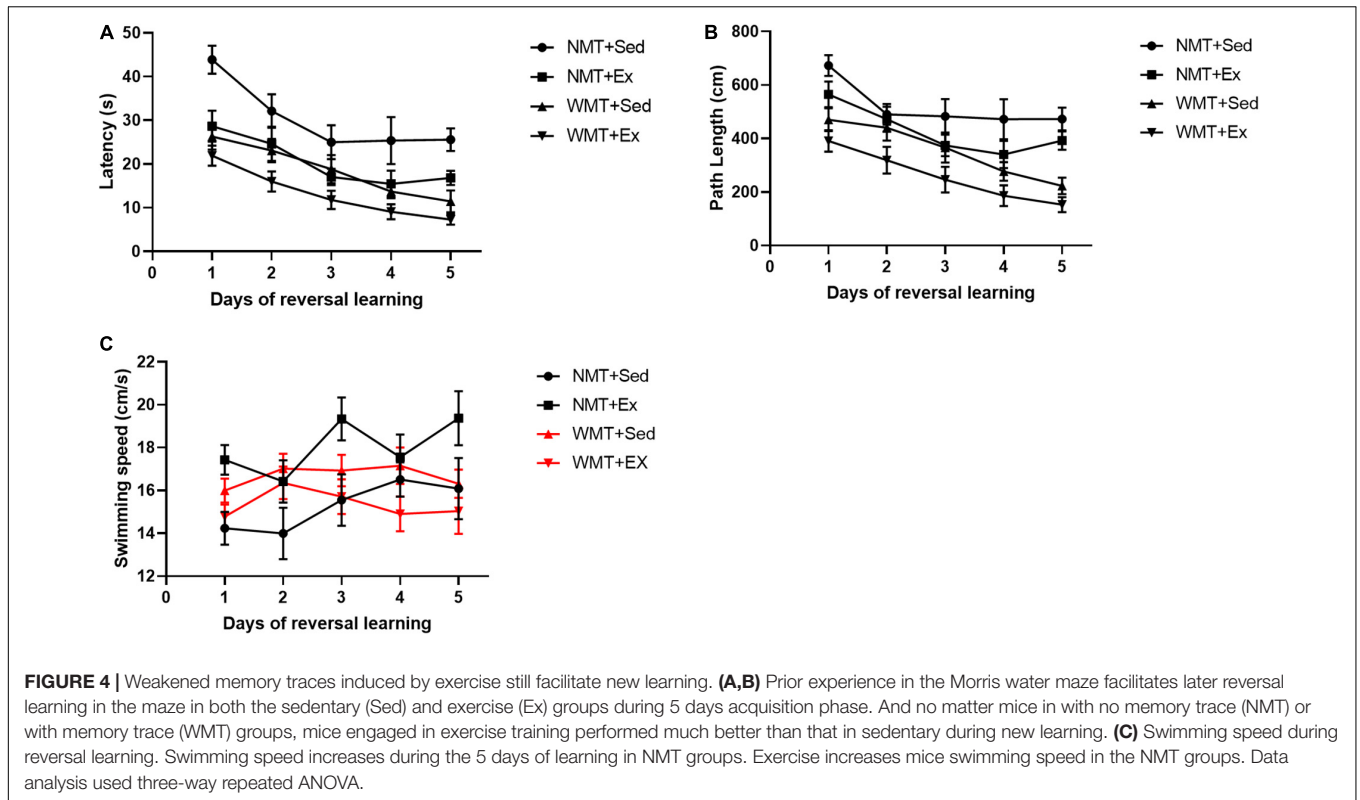 A
50
40
30
20
10
0
Latency (s)
0 1 2 3 4 5
Days of reversal learning
NMT+Sed
NMT+Ex
WMT+Sed
WMT+Ex
B
800
600
400
200
0
Path Length (cm)
0 1 2 3 4 5
Days of reversal learning
NMT+Sed
NMT+Ex
WMT+Sed
WMT+Ex
C
22
20
18
16
14
12
Swimming speed (cm/s)
0 1 2 3 4 5
Days of reversal learning
NMT+Sed
NMT+Ex
WMT+Sed
WMT+EX
FIGURE 4 | Weakened memory traces induced by exercise still facilitate new learning. (A,B) Prior experience in the Morris water maze facilitates later reversal
learning in the maze in both the sedentary (Sed) and exercise (Ex) groups during 5 days acquisition phase. And no matter mice in with no memory trace (NMT) or
with memory trace (WMT) groups, mice engaged in exercise training performed much better than that in sedentary during new learning. (C) Swimming speed during
reversal learning. Swimming speed increases during the 5 days of learning in NMT groups. Exercise increases mice swimming speed in the NMT groups. Data
analysis used three-way repeated ANOVA.